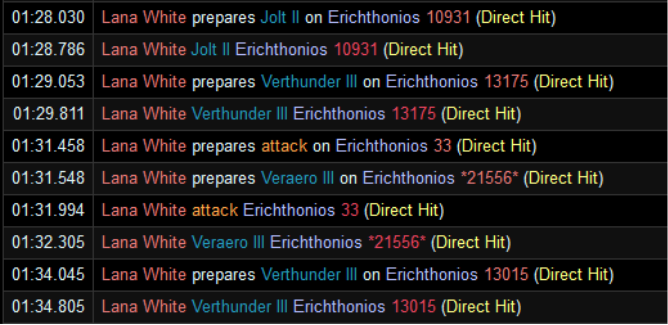 01:28.030 Lana White prepares Jolt II on Erichthonios 10931 (Direct Hit)
01:28.786 Lana White Jolt II Erichthonios 10931 (Direct Hit)
01:29.053 Lana White prepares Verthunder III on Erichthonios 13175 (Direct Hit)
01:29.811 Lana White Verthunder III Erichthonios 13175 (Direct Hit)
01:31.458 Lana White prepares attack on Erichthonios 33 (Direct Hit)
01:31.548 Lana White prepares Veraero III on Erichthonios *21556* (Direct Hit)
01:31.994 Lana White attack Erichthonios 33 (Direct Hit)
01:32.305 Lana White Veraero III Erichthonios *21556* (Direct Hit)
01:34.045 Lana White prepares Verthunder III on Erichthonios 13015 (Direct Hit)
01:34.805 Lana White Verthunder III Erichthonios 13015 (Direct Hit)